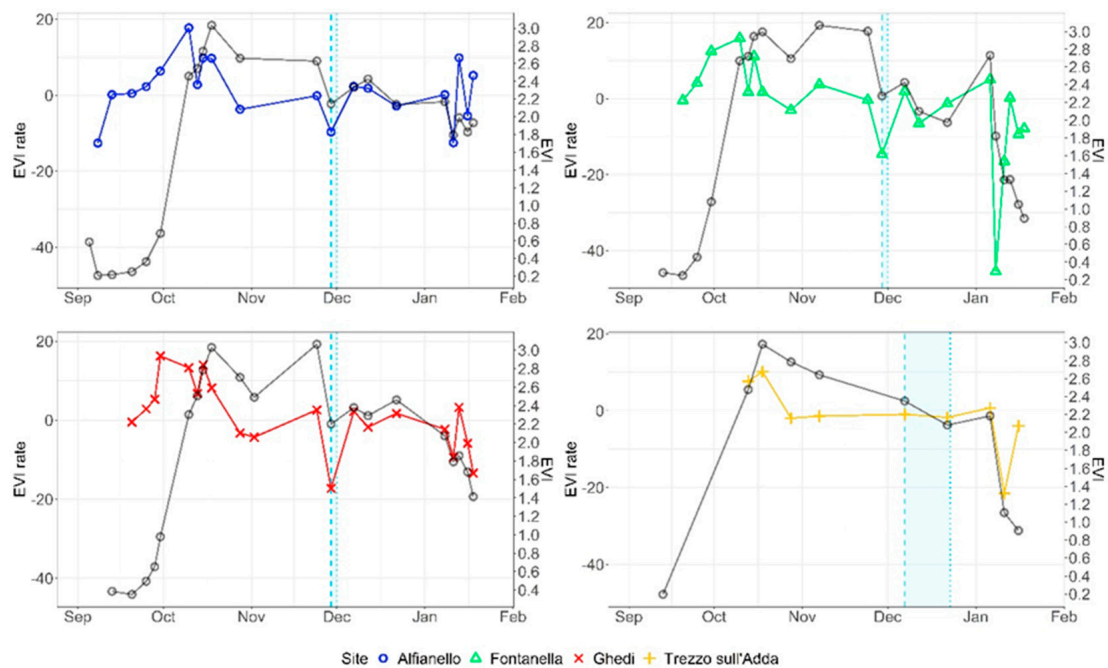 20 0 -20 -40
EVI rate
3.0 2.8 2.6 2.4 2.2 2.0 1.8 1.6 1.4 1.2 1.0 0.8 0.6 0.4 0.2
EVI
Sep Oct Nov Dec Jan Feb
20 0 -20 -40
EVI rate
3.0 2.8 2.6 2.4 2.2 2.0 1.8 1.6 1.4 1.2 1.0 0.8 0.6 0.4 0.2
EVI
Sep Oct Nov Dec Jan Feb
20 0 -20 -40
EVI rate
3.0 2.8 2.6 2.4 2.2 2.0 1.8 1.6 1.4 1.2 1.0 0.8 0.6 0.4
EVI
Sep Oct Nov Dec Jan Feb
20 0 -20 -40
EVI rate
3.0 2.8 2.6 2.4 2.2 2.0 1.8 1.6 1.4 1.2 1.0 0.8 0.6 0.4 0.2
EVI
Sep Oct Nov Dec Jan Feb
Site Alfianello Fontanella Ghedi Trezzo sull'Adda